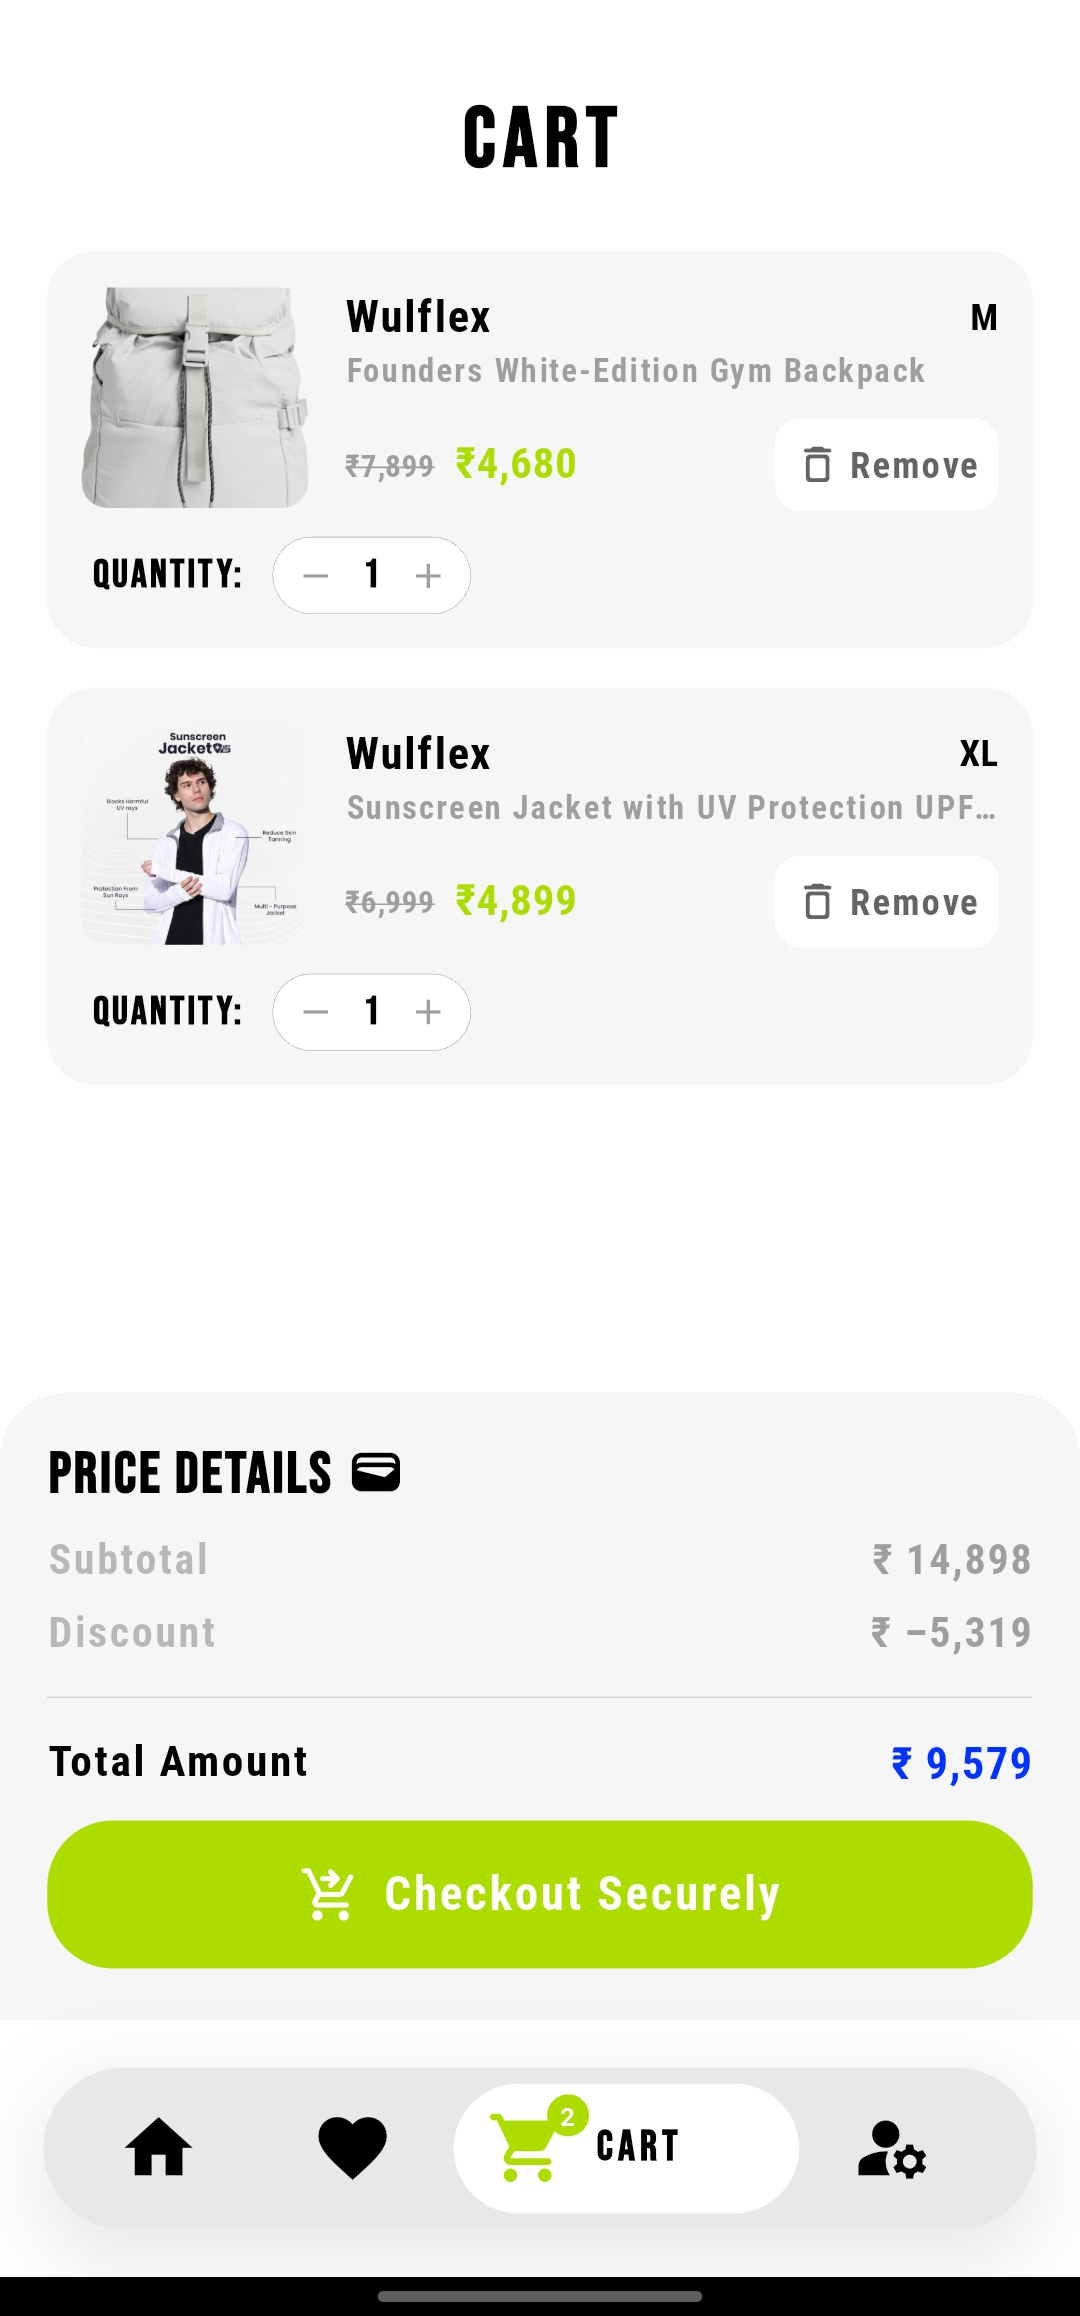 CART
Wulflex
M
Founders White-Edition Gym Backpack
₹7,899 ₹4,680
Remove
QUANTITY: 1
Sunscreen
Jacket
Blocks Harmful
UV rays
Reduce Skin
Tanning
Protection From
Sun Rays
Multi - Purpose
Jacket
Wulflex
XL
Sunscreen Jacket with UV Protection UPF...
₹6,999 ₹4,899
Remove
QUANTITY: 1
PRICE DETAILS
Subtotal ₹ 14,898
Discount ₹ –5,319
Total Amount ₹ 9,579
Checkout Securely
2
CART